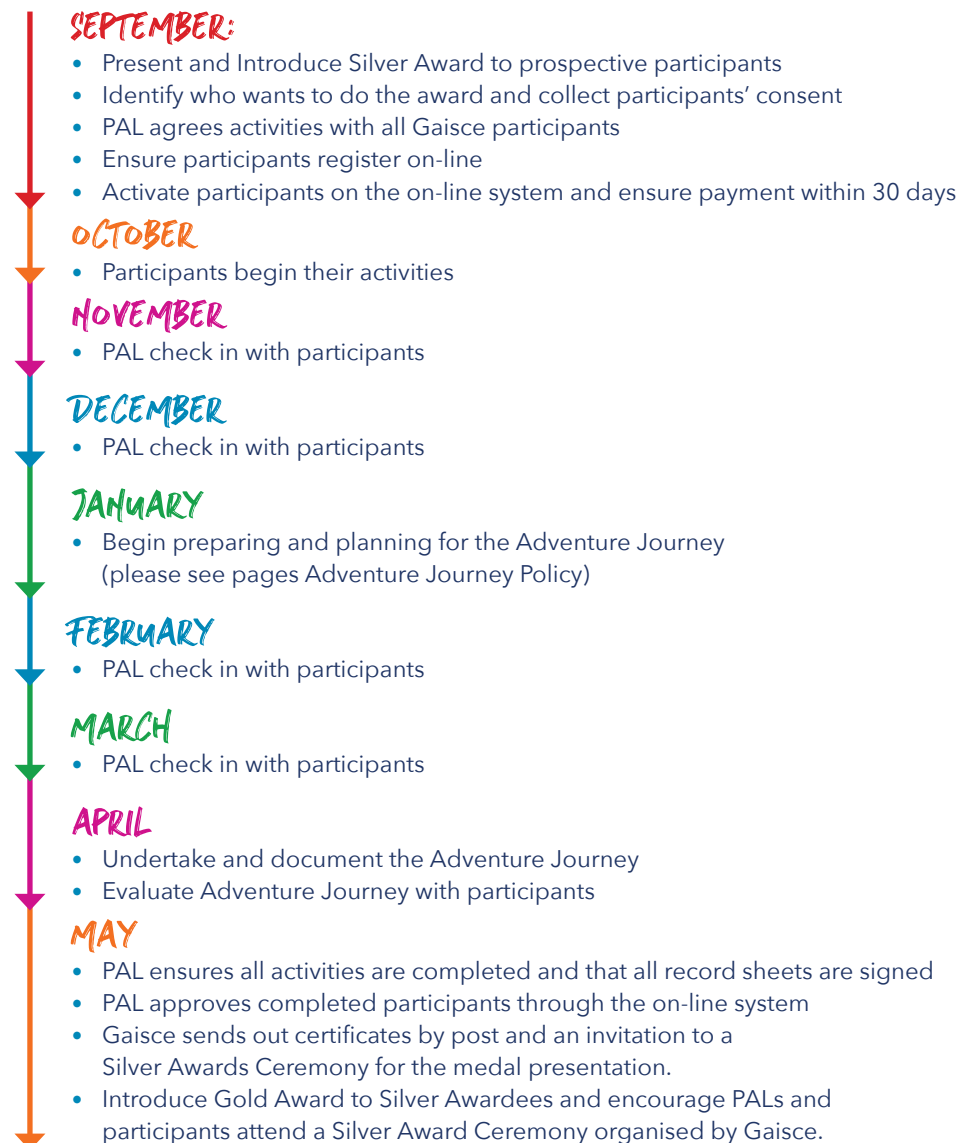 SEPTEMBER:
• Present and Introduce Silver Award to prospective participants
• Identify who wants to do the award and collect participants’ consent
• PAL agrees activities with all Gaisce participants
• Ensure participants register on-line
• Activate participants on the on-line system and ensure payment within 30 days
OCTOBER
• Participants begin their activities
NOVEMBER
• PAL check in with participants
DECEMBER
• PAL check in with participants
JANUARY
• Begin preparing and planning for the Adventure Journey
(please see pages Adventure Journey Policy)
FEBRUARY
• PAL check in with participants
MARCH
• PAL check in with participants
APRIL
• Undertake and document the Adventure Journey
• Evaluate Adventure Journey with participants
MAY
• PAL ensures all activities are completed and that all record sheets are signed
• PAL approves completed participants through the on-line system
• Gaisce sends out certificates by post and an invitation to a
Silver Awards Ceremony for the medal presentation.
• Introduce Gold Award to Silver Awardees and encourage PALs and
participants attend a Silver Award Ceremony organised by Gaisce.